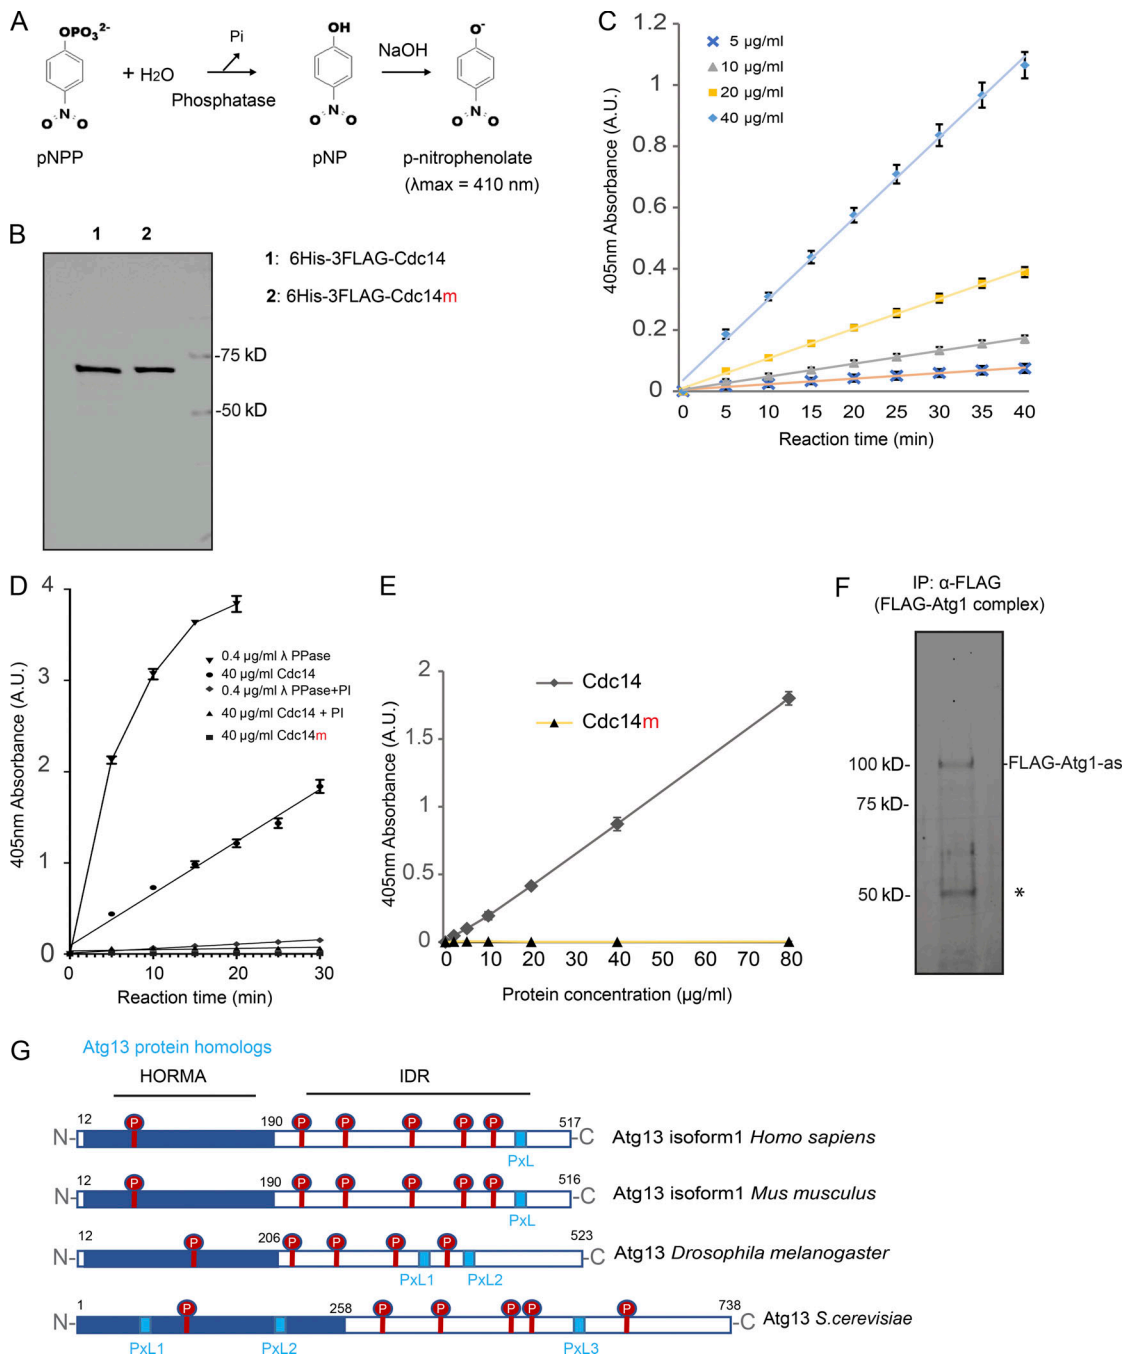 A
OPO₃²⁻
+ H₂O
Pi
Phosphatase
OH
NaOH
O⁻
N
O O
N
O O
N
O O
pNPP
pNP
p-nitrophenolate
(λmax = 410 nm)
B
1 2
1: 6His-3FLAG-Cdc14
2: 6His-3FLAG-Cdc14m
-75 kD
-50 kD
C
405nm Absorbance (A.U.)
1.2
1
0.8
0.6
0.4
0.2
0
5 µg/ml
10 µg/ml
20 µg/ml
40 µg/ml
0 5 10 15 20 25 30 35 40
Reaction time (min)
D
405nm Absorbance (A.U.)
4
3
2
1
0
0.4 µg/ml λ PPase
40 µg/ml Cdc14
0.4 µg/ml λ PPase+PI
40 µg/ml Cdc14 + PI
40 µg/ml Cdc14m
0 10 20 30
Reaction time (min)
E
405nm Absorbance (A.U.)
2
1.5
1
0.5
0
Cdc14
Cdc14m
0 10 20 30 40 50 60 70 80
Protein concentration (µg/ml)
F
IP: α-FLAG
(FLAG-Atg1 complex)
100 kD-
-FLAG-Atg1-as
75 kD-
50 kD-
*
G
Atg13 protein homologs
HORMA
IDR
12 190 517
P P P P P P
N- -C
Atg13 isoform1 Homo sapiens
PxL
12 190 516
P P P P P P
N- -C
Atg13 isoform1 Mus musculus
PxL
12 206 523
P P P P P
N- -C
Atg13 Drosophila melanogaster
PxL1 PxL2
1 258 738
P P P P P P
N- -C
Atg13 S.cerevisiae
PxL1 PxL2 PxL3